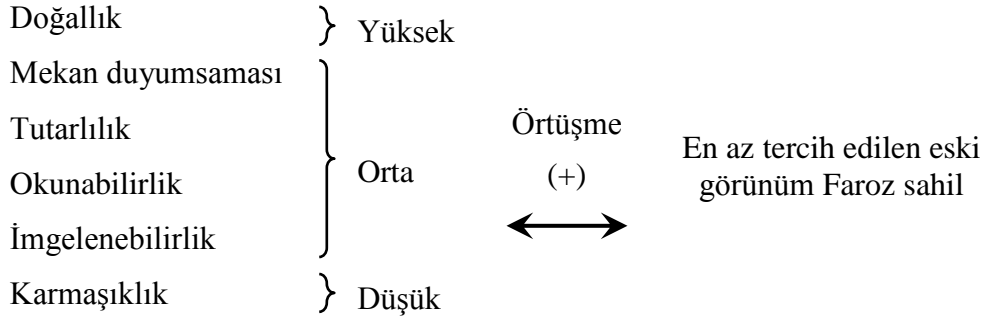 Doğallık
Yüksek
Mekan duyumsaması
Tutarlılık
Okunabilirlik
İmgelenebilirlik
Orta
Karmaşıklık
Düşük
Örtüşme
(+)
En az tercih edilen eski
görünüm Faroz sahil